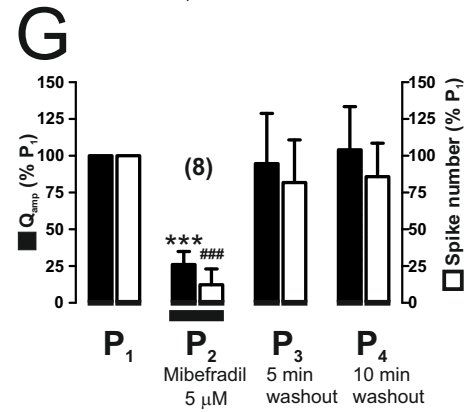 G
150 150
Q_amp (% P₁)
Spike number (% P₁)
125 125
100 100
(8)
75 75
50 50
*** ###
25 25
0 0
P₁ P₂ P₃ P₄
Mibefradil 5 min 10 min
5 μM washout washout